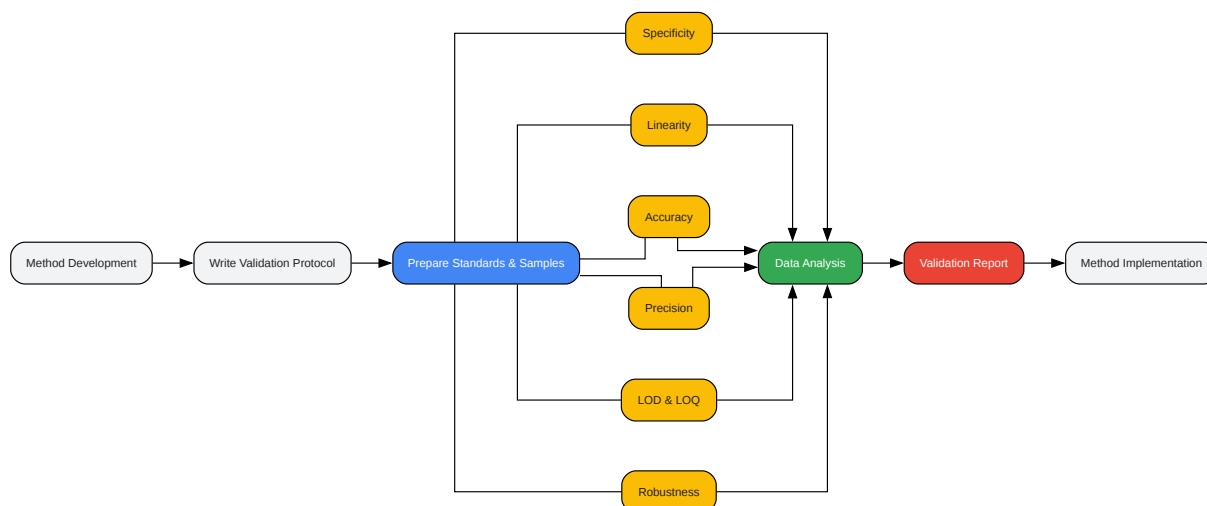 Specificity
Linearity
Accuracy
Method Development
Write Validation Protocol
Prepare Standards & Samples
Data Analysis
Validation Report
Method Implementation
Precision
LOD & LOQ
Robustness